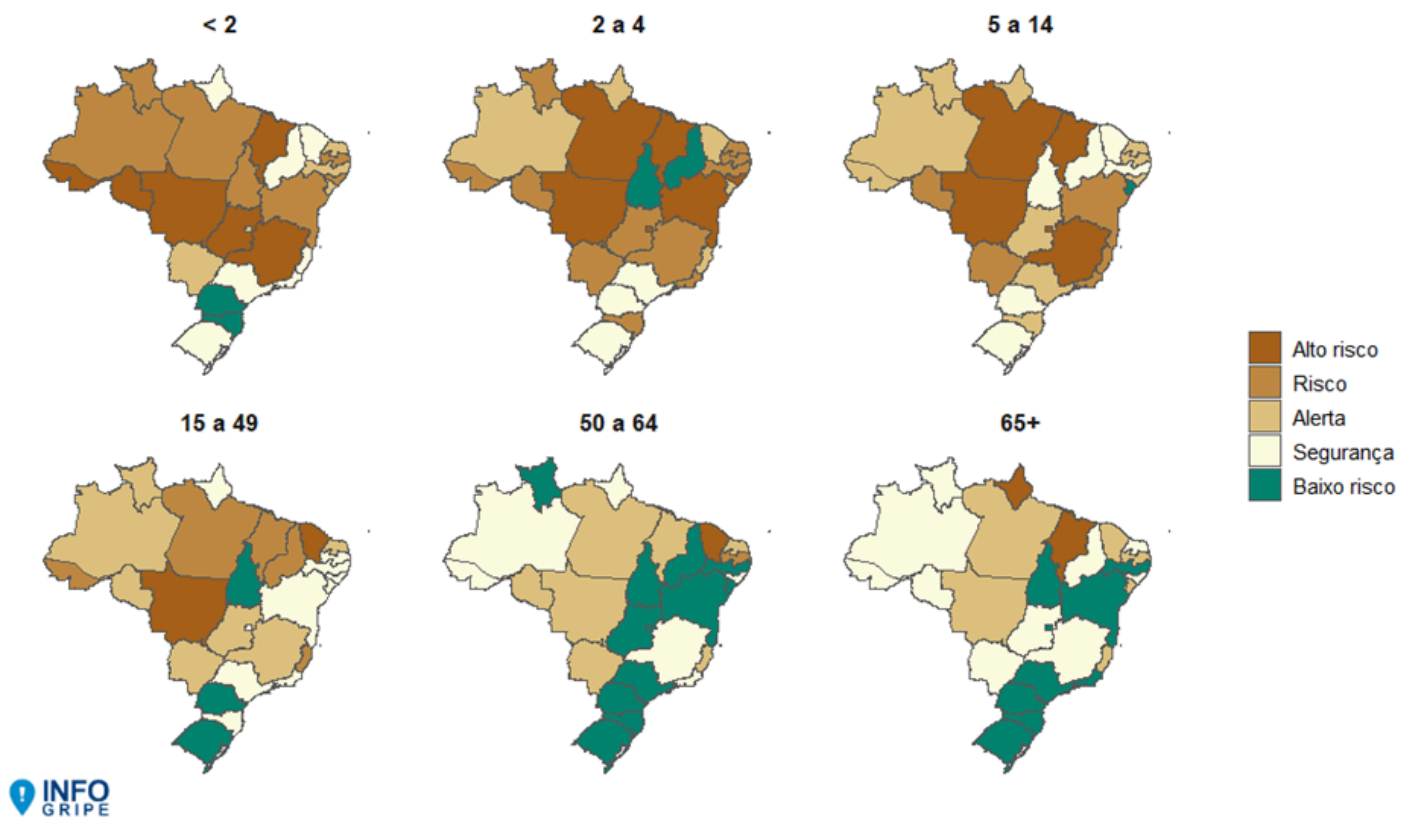 < 2
2 a 4
5 a 14
15 a 49
50 a 64
65+
Alto risco
Risco
Alerta
Segurança
Baixo risco
INFO
GRIPE